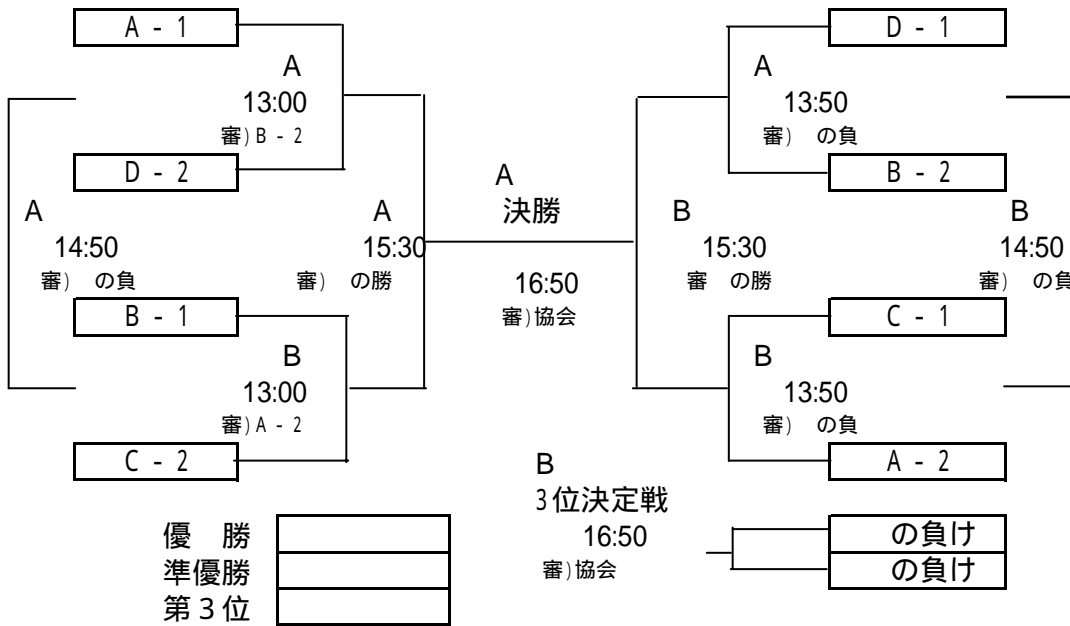 A - 1
A
13:00
審) B - 2
D - 2
A
14:50
審) の負
A
15:30
審) の勝
B - 1
B
13:00
審) A - 2
C - 2
A
決勝
16:50
審)協会
D - 1
A
13:50
審) の負
B - 2
B
15:30
審 の勝
B
14:50
審) の負
C - 1
B
13:50
審) の負
A - 2
B
3位決定戦
16:50
審)協会
の負け
の負け
優 勝
準優勝
第3位